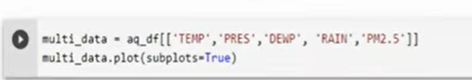 multi_data = aq_df[['TEMP','PRES','DEWP', 'RAIN','PM2.5']]
multi_data.plot(subplots=True)